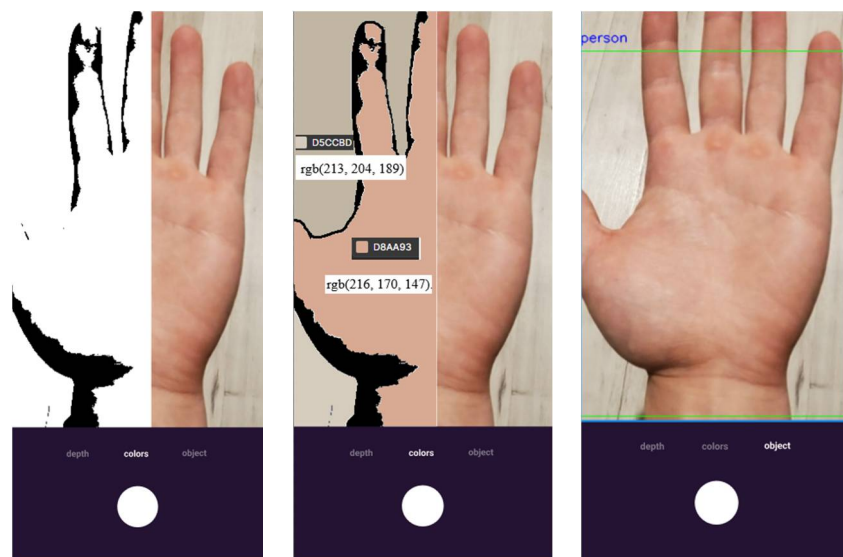 depth colors object
D5CCBD
rgb(213, 204, 189)
D8AA93
rgb(216, 170, 147).
depth colors object
person
depth colors object